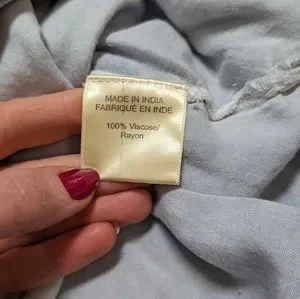 MADE IN INDIA
FABRIQUÉ EN INDE
100% Viscose/
Rayon